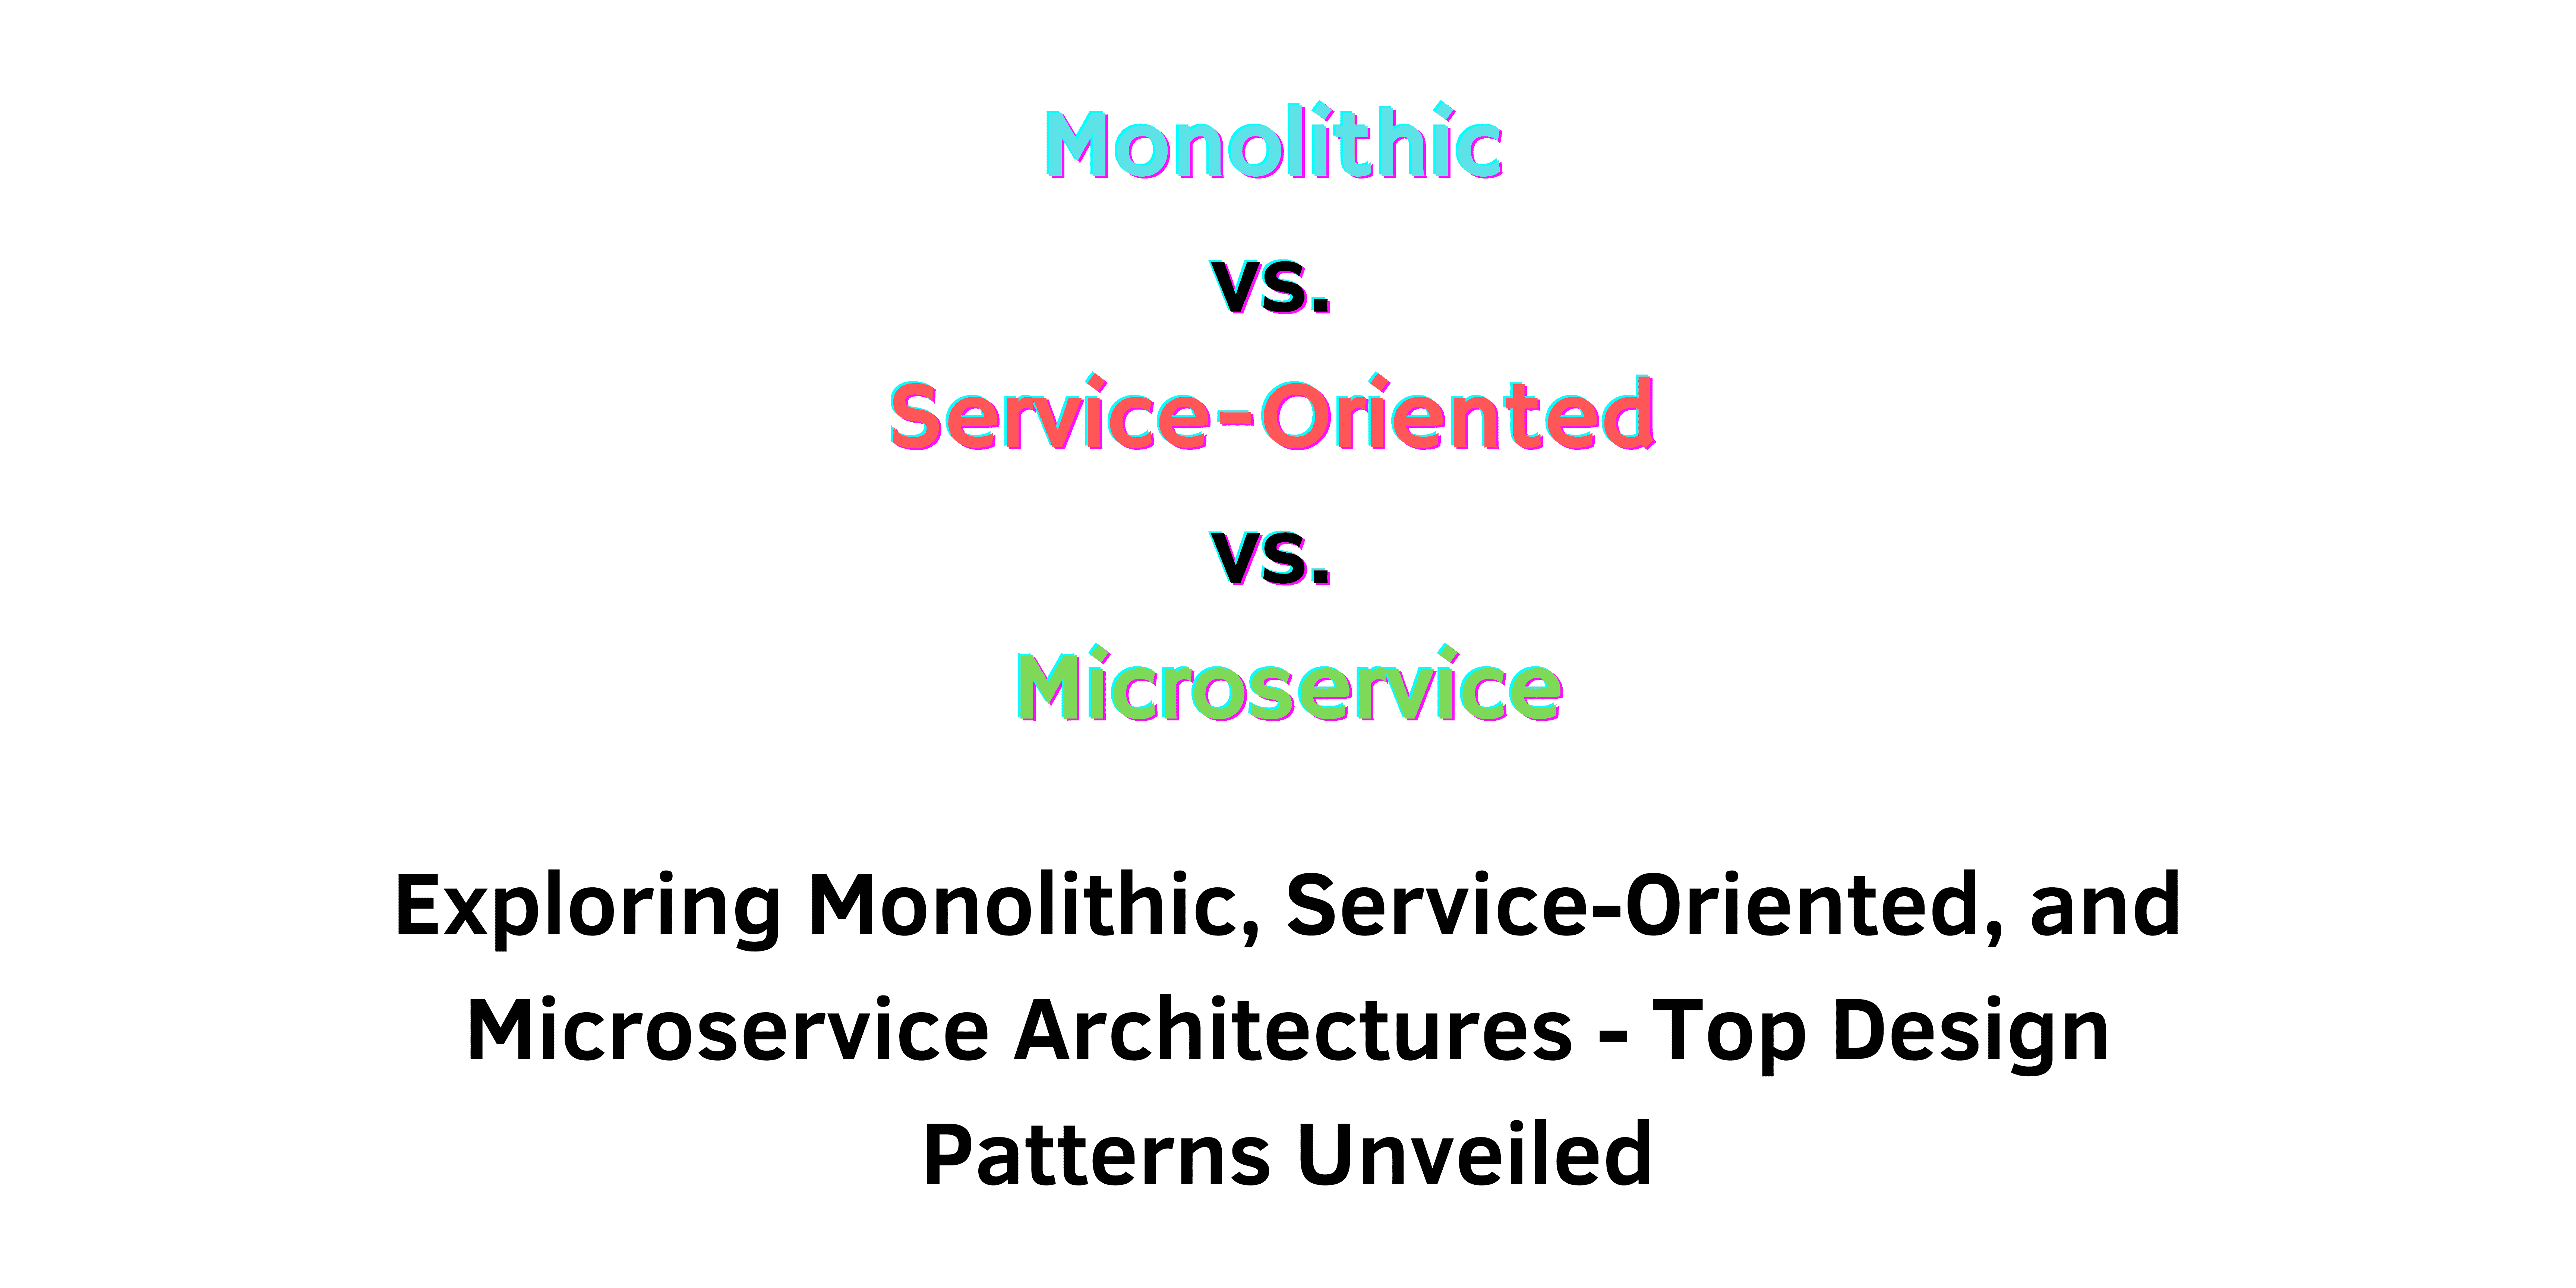 Monolithic
vs.
Service-Oriented
vs.
Microservice
Exploring Monolithic, Service-Oriented, and
Microservice Architectures - Top Design
Patterns Unveiled